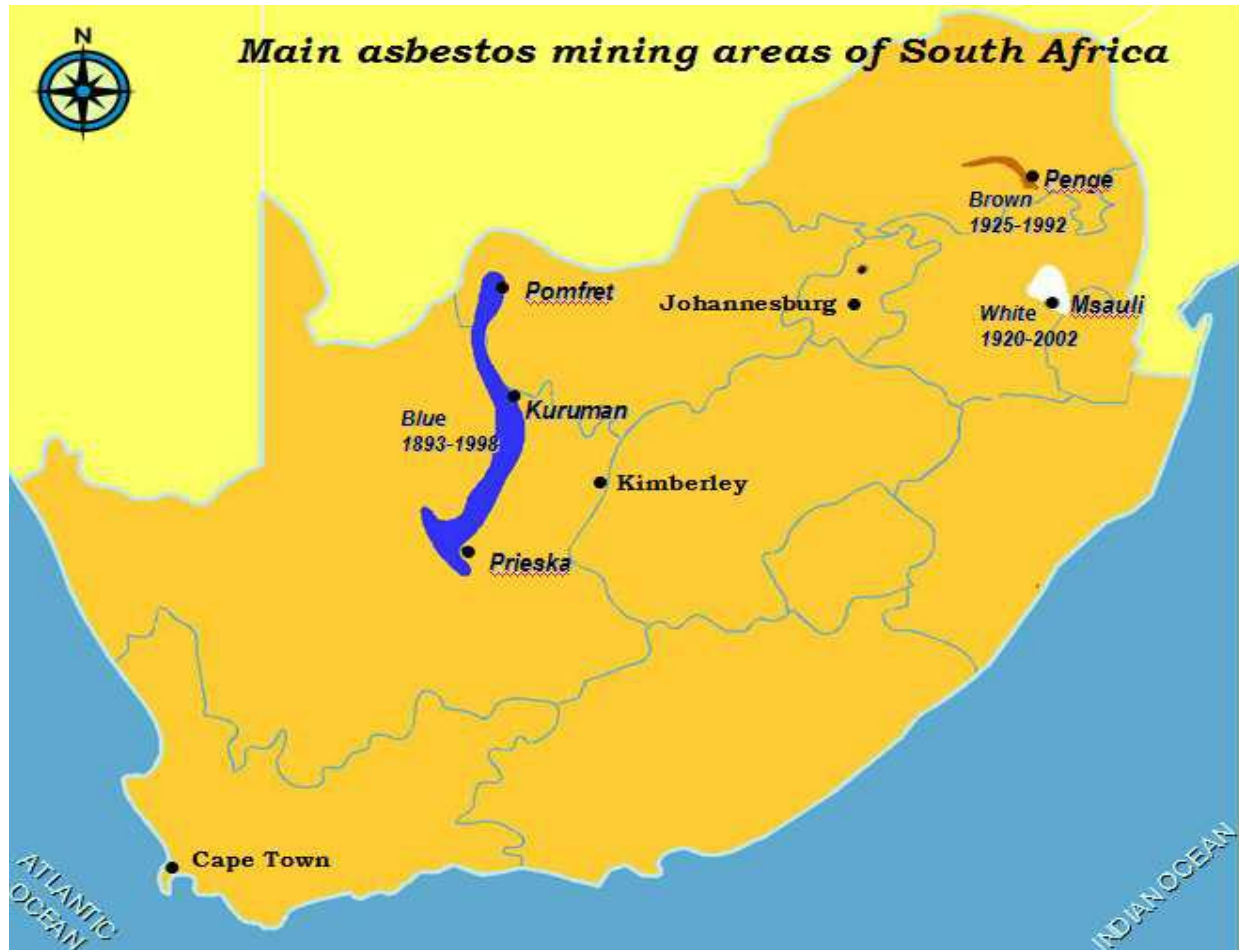 N
Main asbestos mining areas of South Africa
Penge
Brown
1925-1992
Pomfret
Johannesburg
Msauli
White
1920-2002
Kuruman
Blue
1893-1998
Kimberley
Prieska
Cape Town
ATLANTIC
OCEAN
INDIAN OCEAN